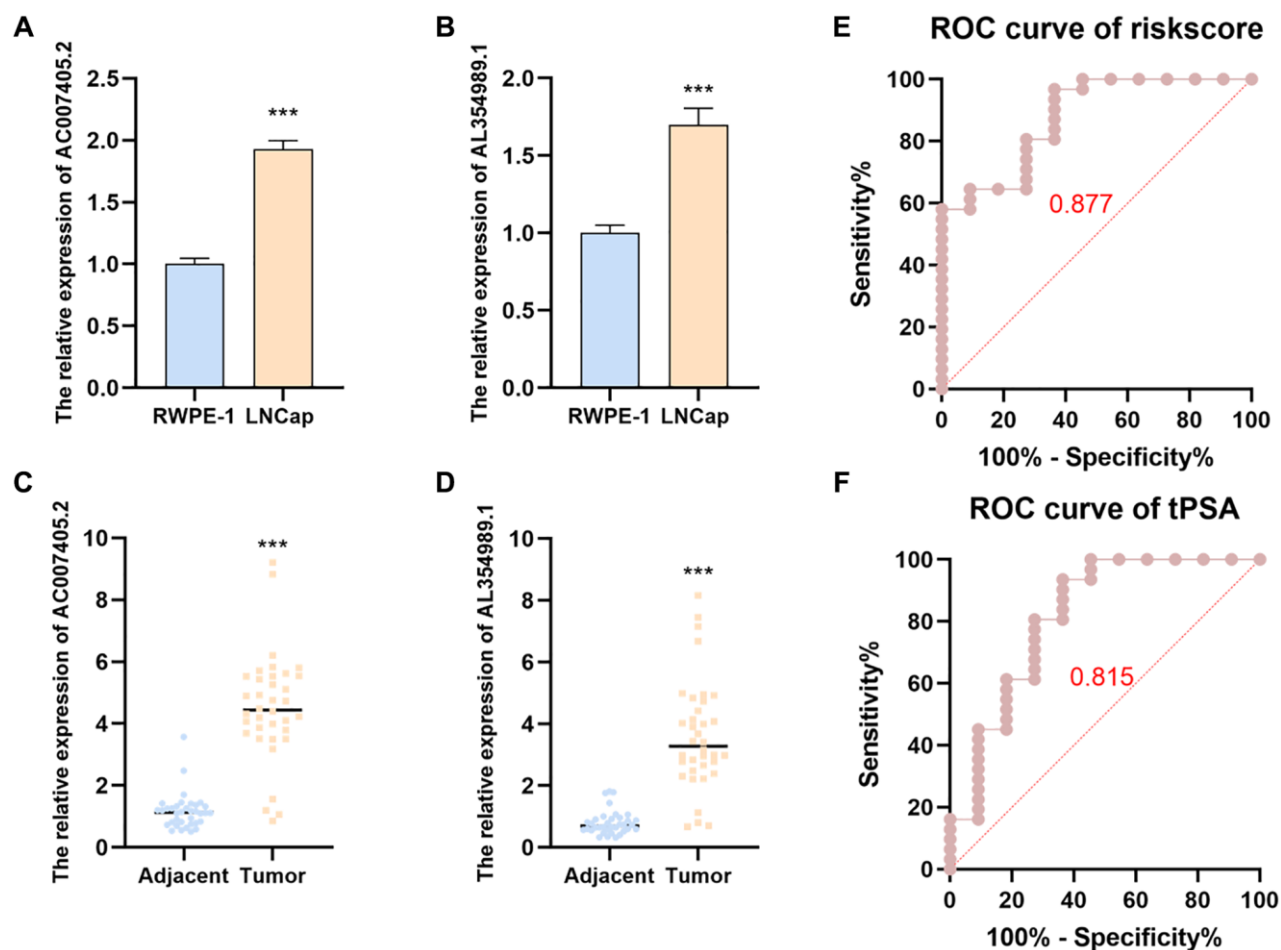 A
The relative expression of AC007405.2
2.5
2.0
1.5
1.0
0.5
0.0
***
RWPE-1 LNCap
B
The relative expression of AL354989.1
2.0
1.5
1.0
0.5
0.0
***
RWPE-1 LNCap
E
ROC curve of riskscore
Sensitivity%
100
80
60
40
20
0
0.877
0 20 40 60 80 100
100% - Specificity%
C
The relative expression of AC007405.2
10
8
6
4
2
0
***
Adjacent Tumor
D
The relative expression of AL354989.1
10
8
6
4
2
0
***
Adjacent Tumor
F
ROC curve of tPSA
Sensitivity%
100
80
60
40
20
0
0.815
0 20 40 60 80 100
100% - Specificity%